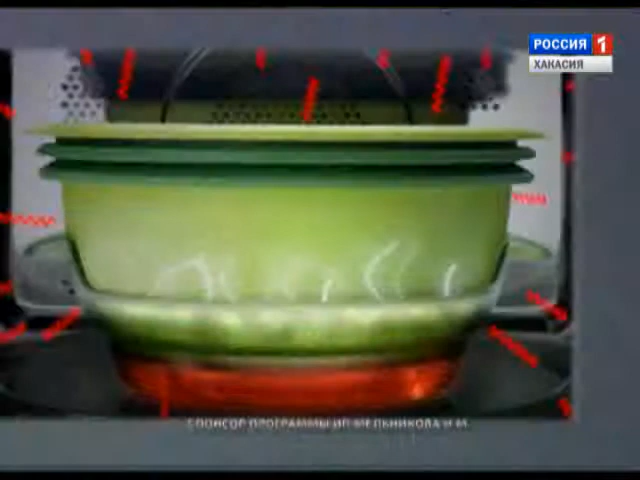 РОССИЯ 1
ХАКАСИЯ
СПОНСОР ПРОГРАММЫ ИП МЕЛЬНИКОВА И М